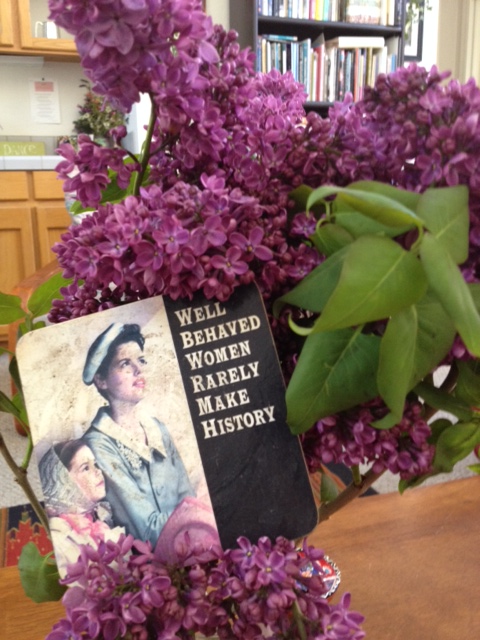 WELL
BEHAVED
WOMEN
RARELY
MAKE
HISTORY